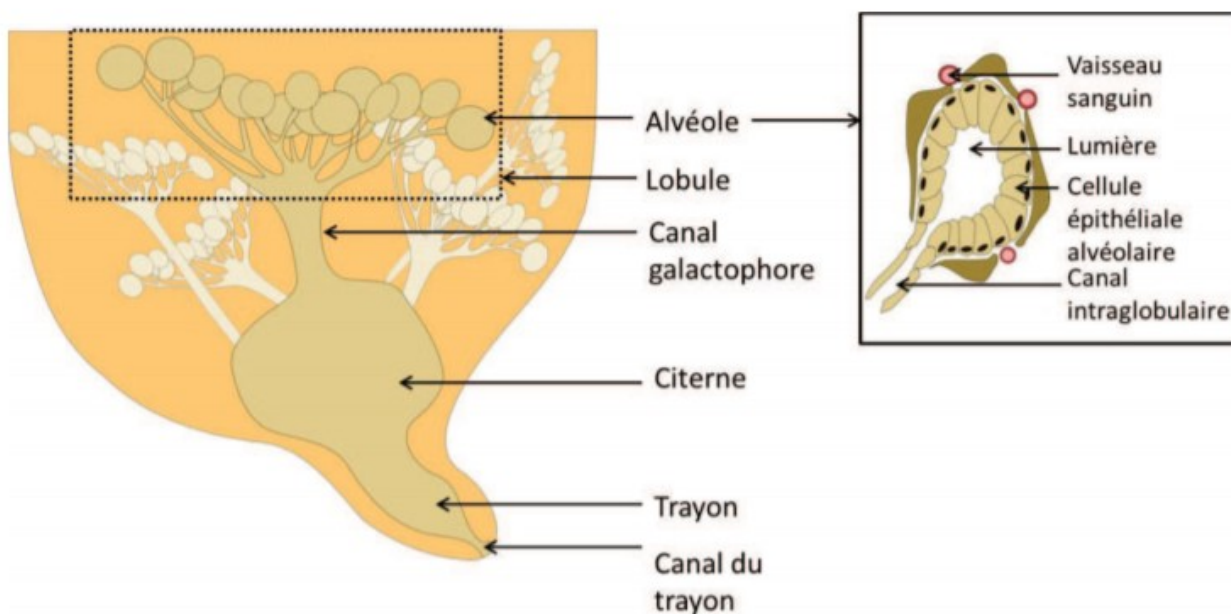 Alvéole
Lobule
Canal
galactophore
Citerne
Trayon
Canal du
trayon
Vaisseau
sanguin
Lumière
Cellule
épithéliale
alvéolaire
Canal
intraglobulaire